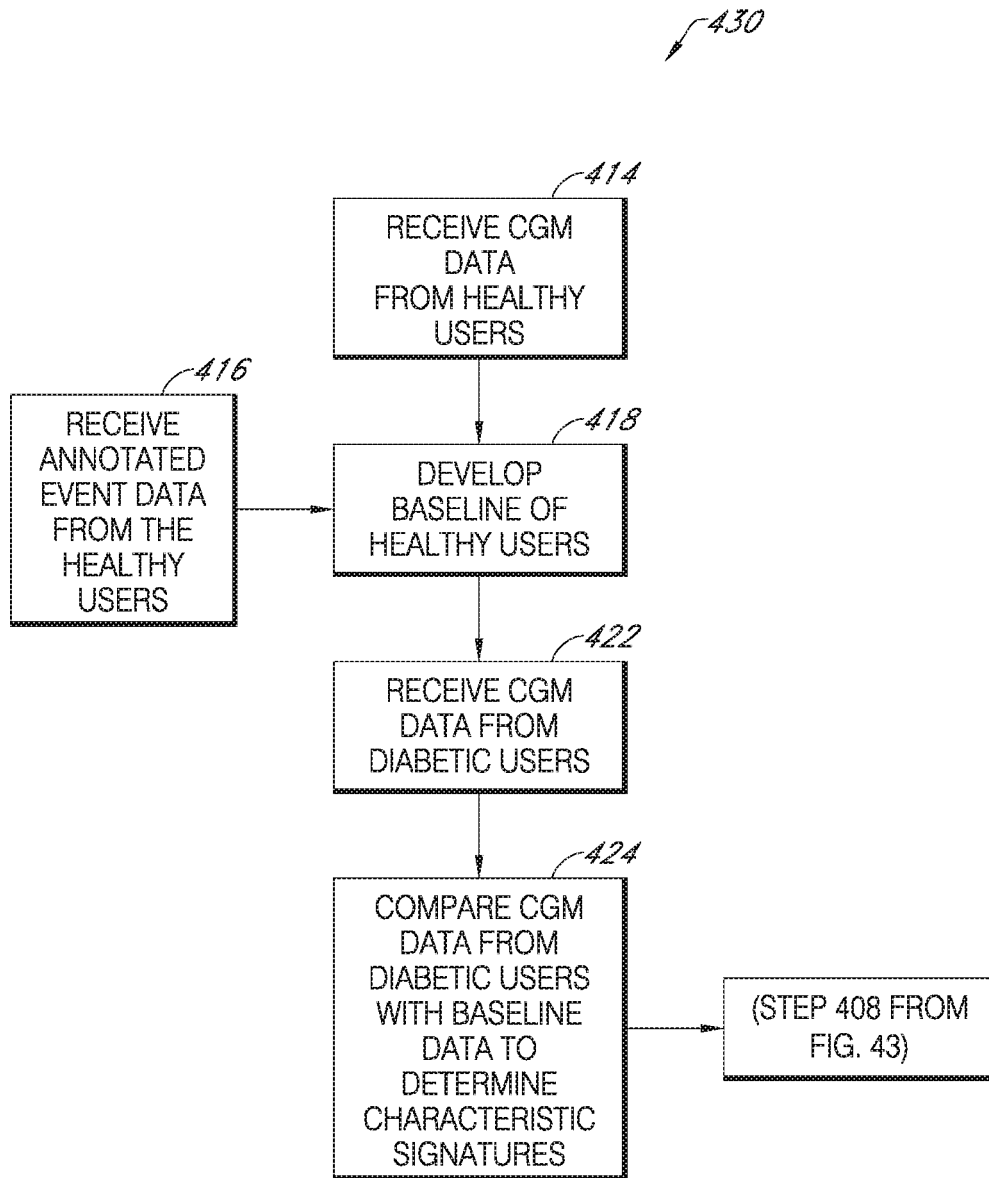 430
414
RECEIVE CGM
DATA
FROM HEALTHY
USERS
416
RECEIVE
ANNOTATED
EVENT DATA
FROM THE
HEALTHY
USERS
418
DEVELOP
BASELINE OF
HEALTHY USERS
422
RECEIVE CGM
DATA FROM
DIABETIC USERS
424
COMPARE CGM
DATA FROM
DIABETIC USERS
WITH BASELINE
DATA TO
DETERMINE
CHARACTERISTIC
SIGNATURES
(STEP 408 FROM
FIG. 43)